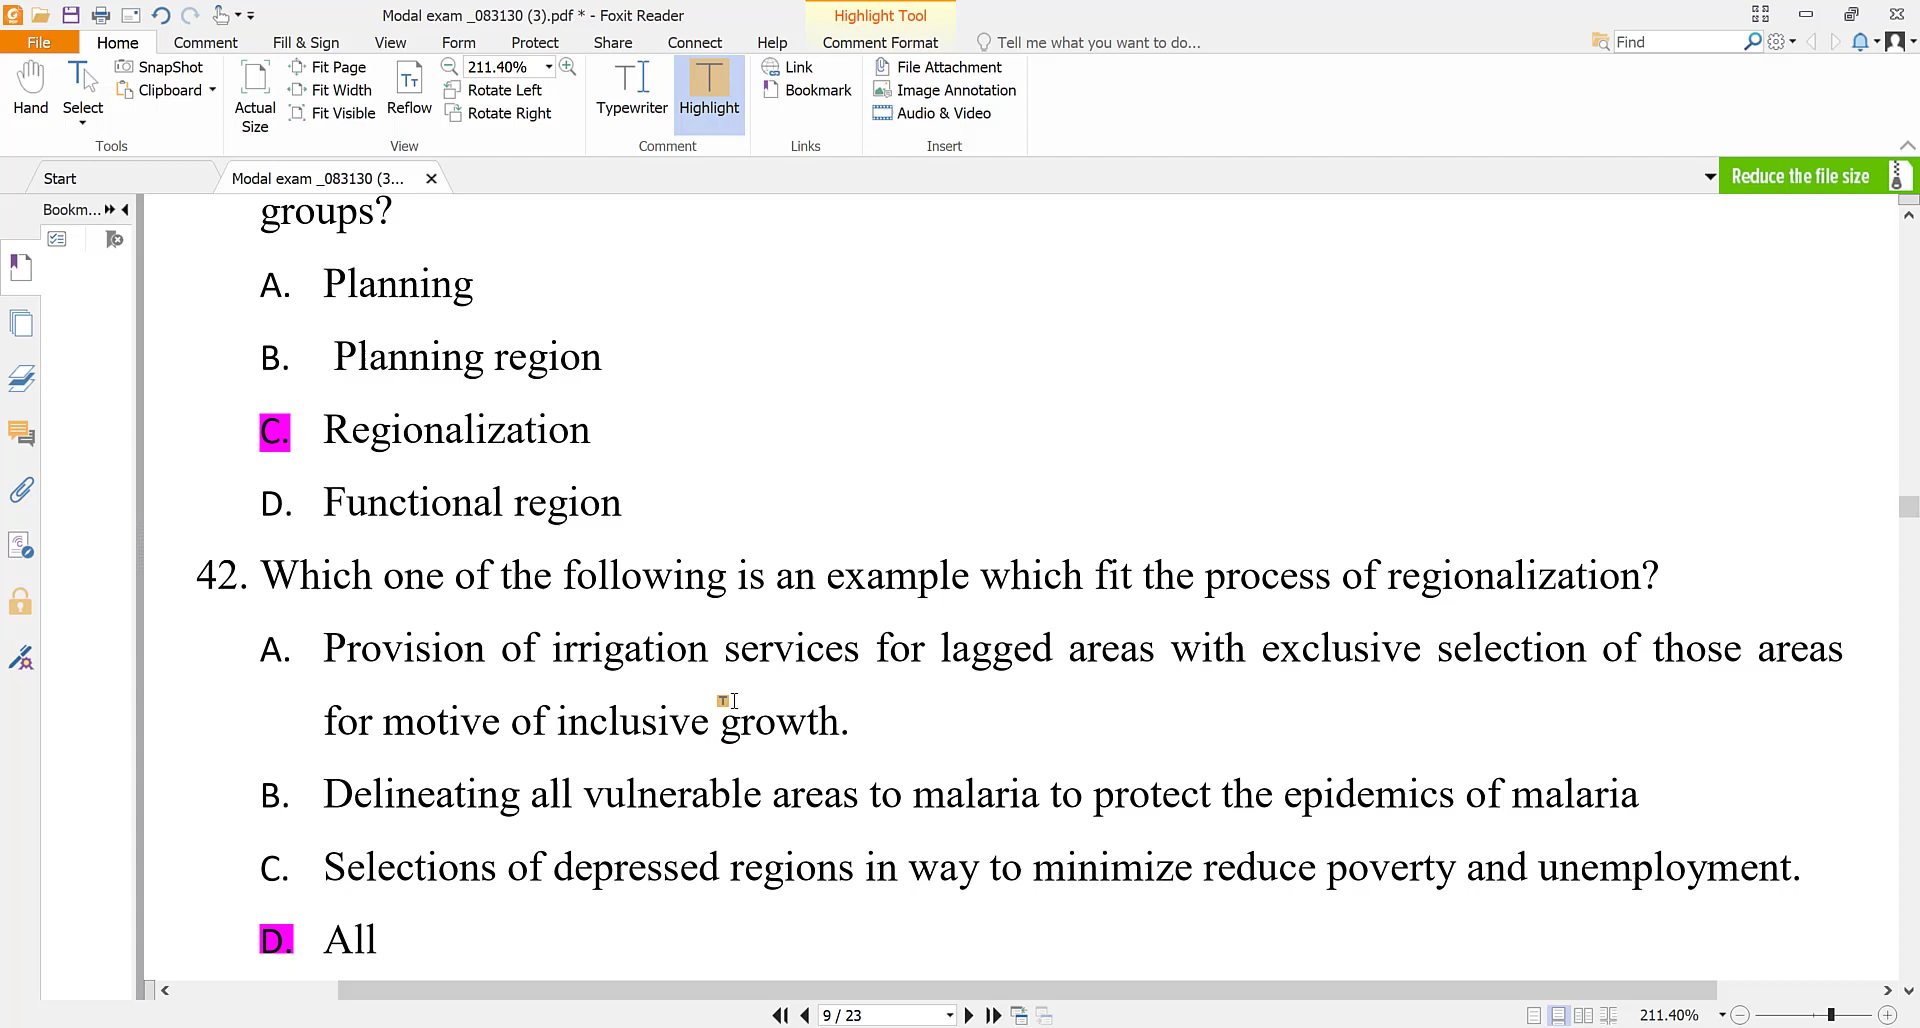 Modal exam _083130 (3).pdf * - Foxit Reader
Highlight Tool
File
Home
Comment
Fill & Sign
View
Form
Protect
Share
Connect
Help
Comment Format
Tell me what you want to do...
Find
Hand
Select
SnapShot
Clipboard
Actual Size
Fit Page
Fit Width
Fit Visible
Reflow
211.40%
Rotate Left
Rotate Right
Typewriter
Highlight
Link
Bookmark
File Attachment
Image Annotation
Audio & Video
Tools
View
Comment
Links
Insert
Start
Modal exam _083130 (3...
Reduce the file size
Bookm...
groups?
A. Planning
B. Planning region
C. Regionalization
D. Functional region
42. Which one of the following is an example which fit the process of regionalization?
A. Provision of irrigation services for lagged areas with exclusive selection of those areas
for motive of inclusive growth.
B. Delineating all vulnerable areas to malaria to protect the epidemics of malaria
C. Selections of depressed regions in way to minimize reduce poverty and unemployment.
D. All
9 / 23
211.40%